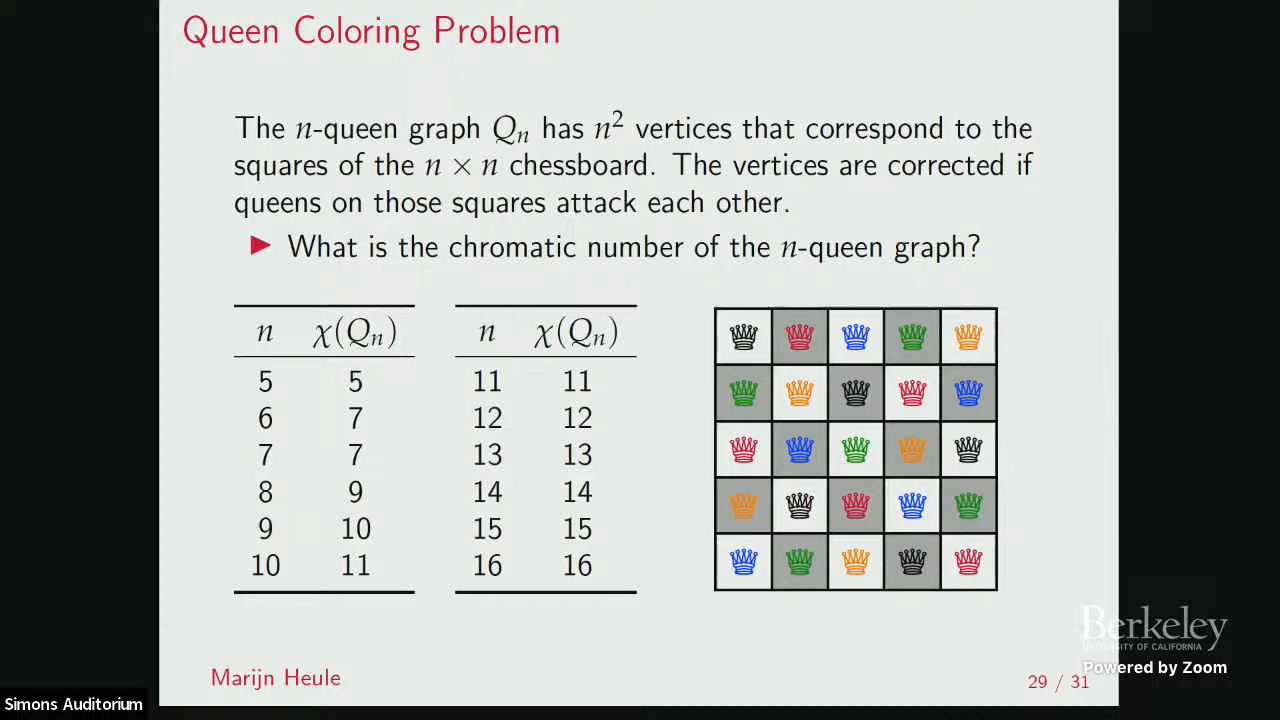 Queen Coloring Problem
The n-queen graph Qₙ has n² vertices that correspond to the
squares of the n × n chessboard. The vertices are corrected if
queens on those squares attack each other.
▶ What is the chromatic number of the n-queen graph?
n χ(Qₙ)
5 5
6 7
7 7
8 9
9 10
10 11
n χ(Qₙ)
11 11
12 12
13 13
14 14
15 15
16 16
Berkeley
UNIVERSITY OF CALIFORNIA
Powered by Zoom
Marijn Heule
29 / 31
Simons Auditorium